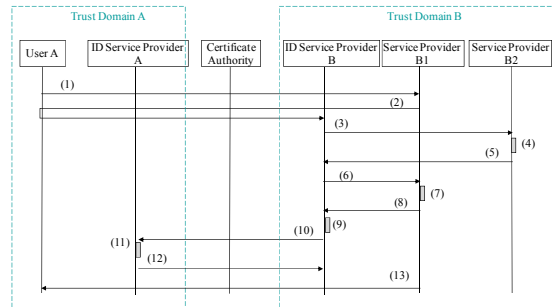 Trust Domain A
Trust Domain B
User A
ID Service Provider
A
Certificate
Authority
ID Service Provider
B
Service Provider
B1
Service Provider
B2
(1)
(2)
(3)
(4)
(5)
(6)
(7)
(8)
(9)
(10)
(11)
(12)
(13)